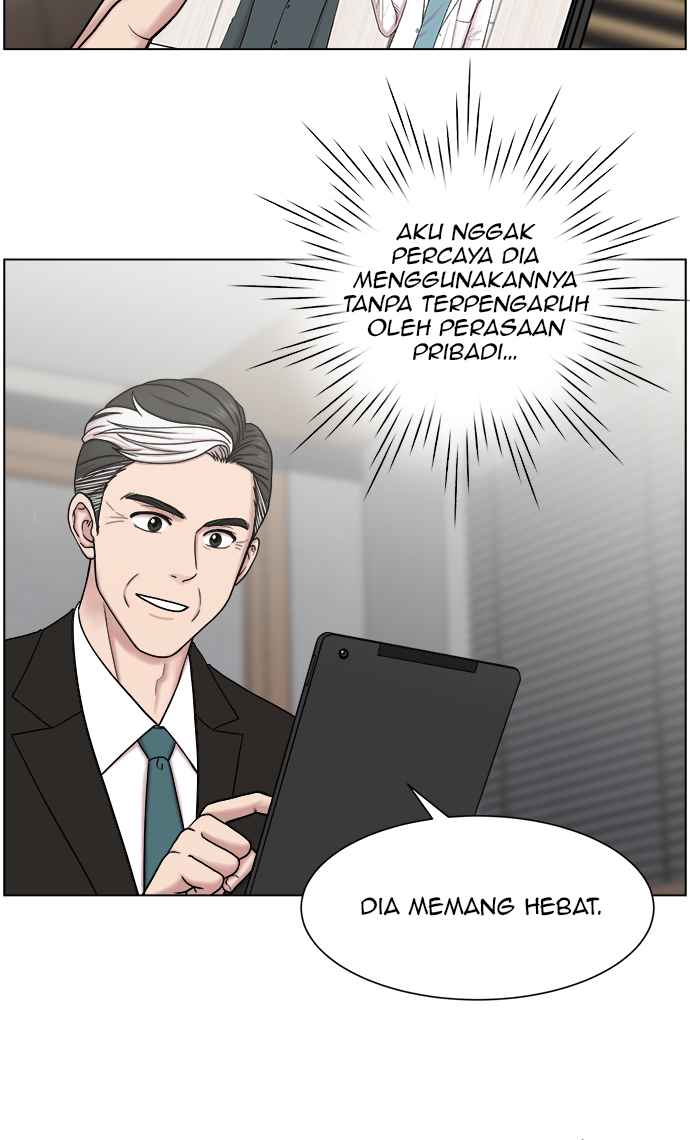 AKU NGGAK
PERCAYA DIA
MENGGUNAKANNYA
TANPA TERPENGARUH
OLEH PERASAAN
PRIBADI...
DIA MEMANG HEBAT.